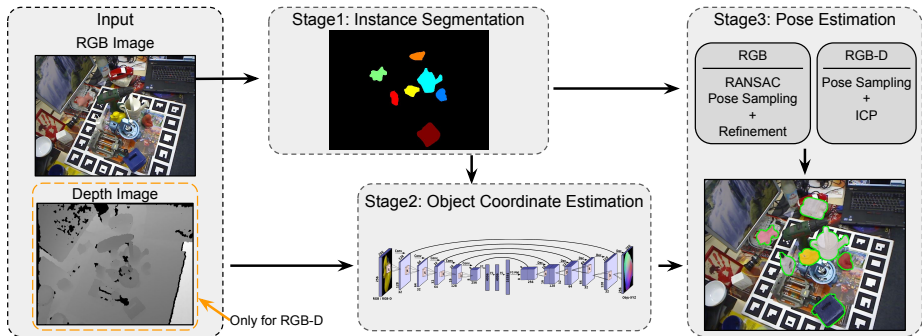 Input
RGB Image
Depth Image
Only for RGB-D
Stage1: Instance Segmentation
Stage2: Object Coordinate Estimation
Stage3: Pose Estimation
RGB
RANSAC
Pose Sampling
+
Refinement
RGB-D
Pose Sampling
+
ICP